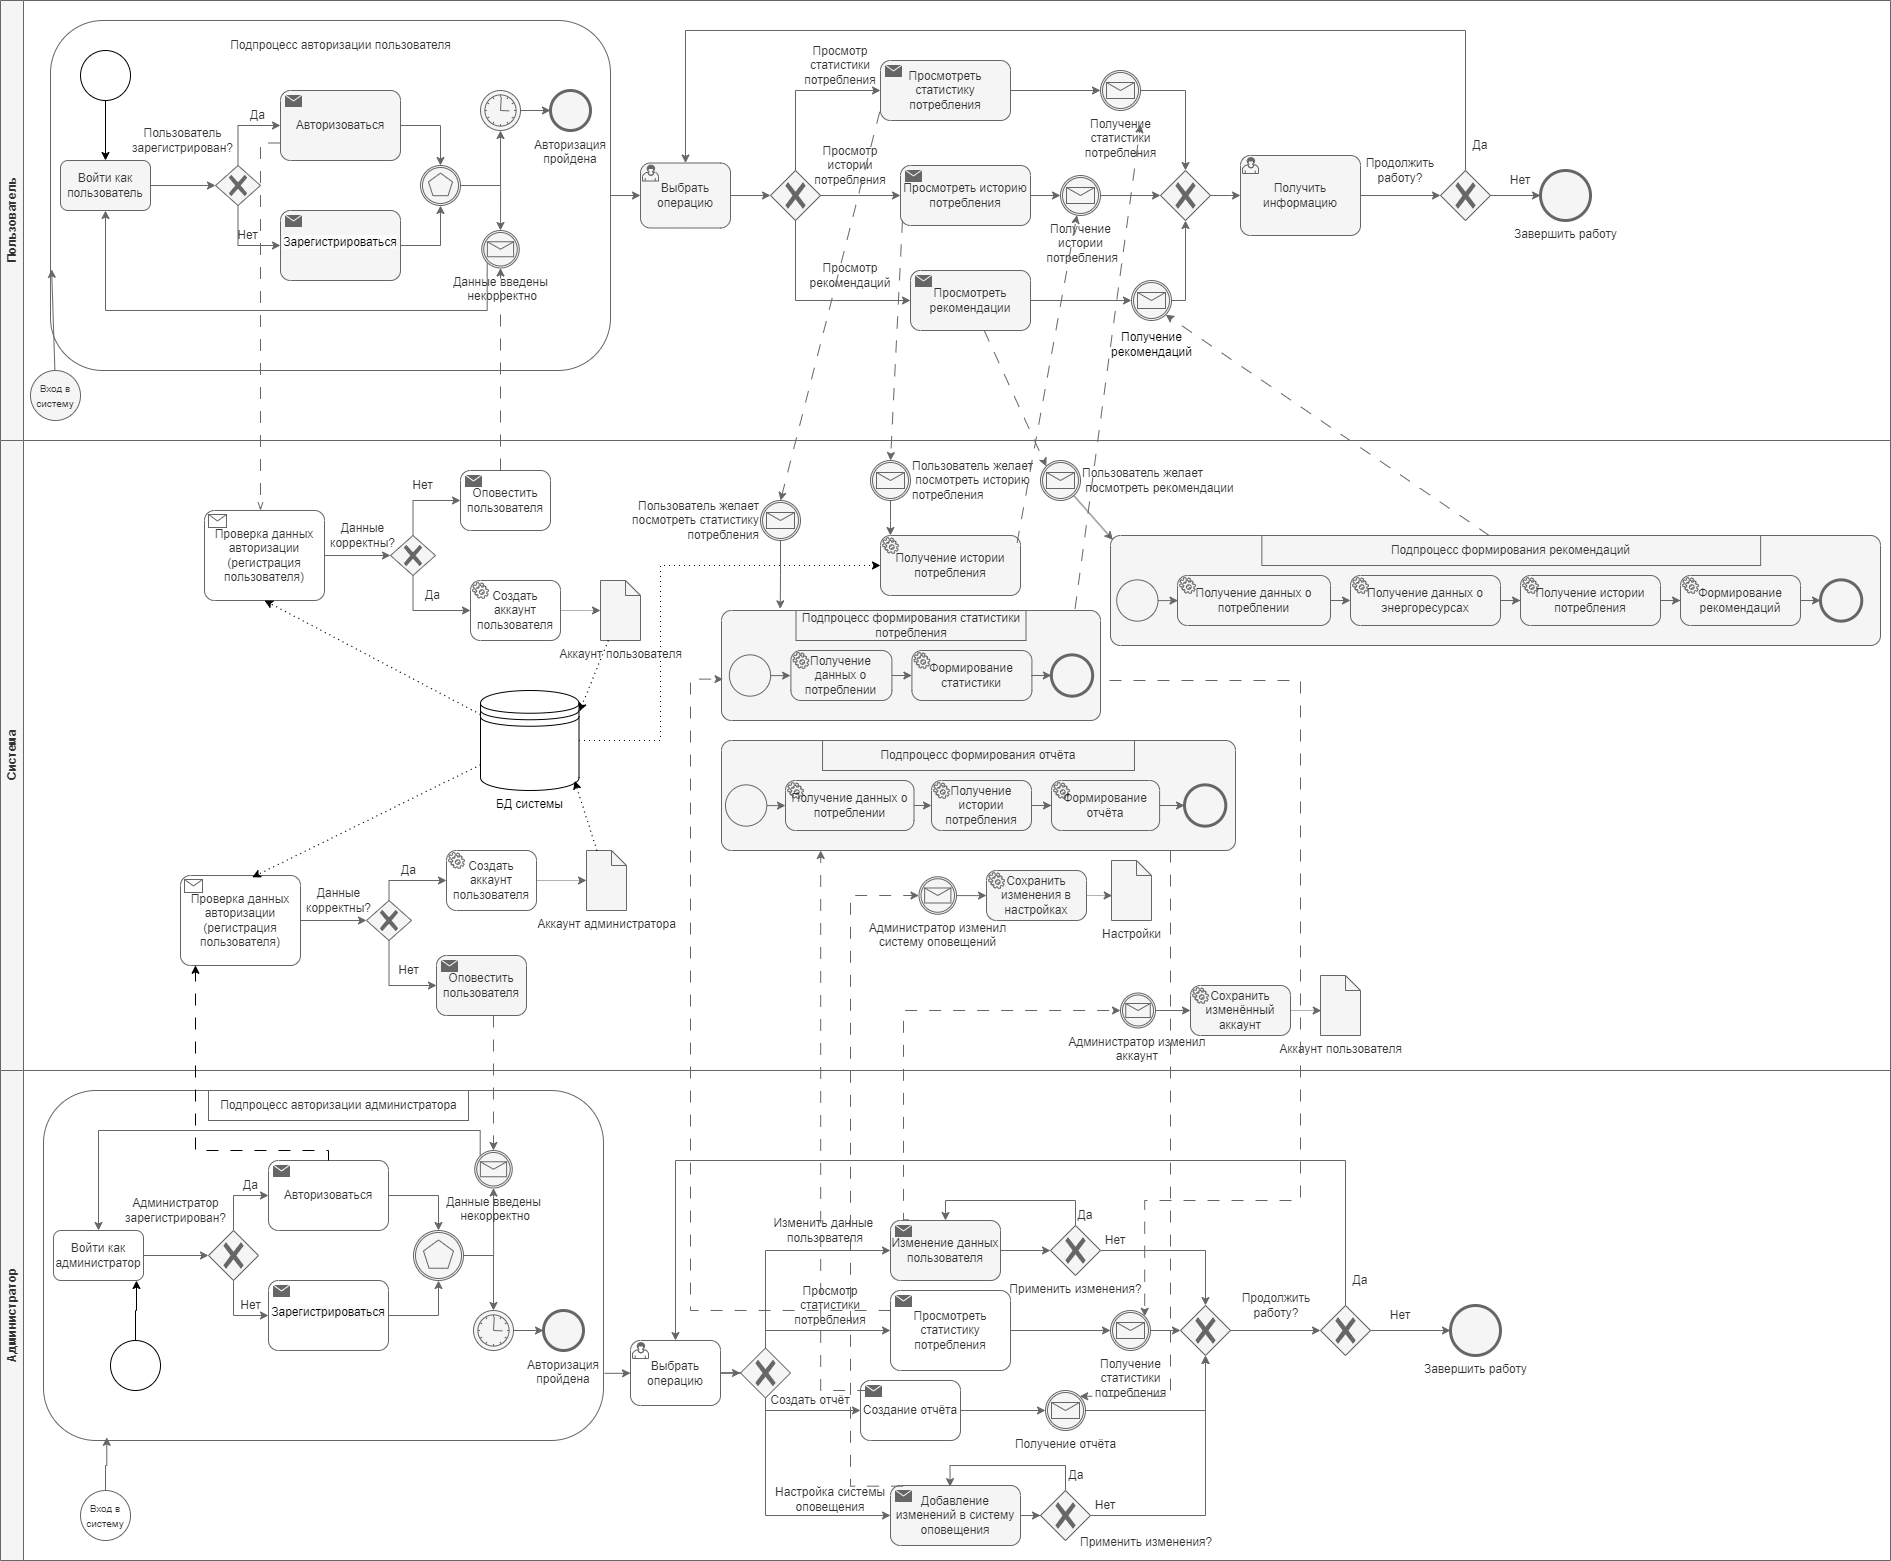 Пользователь
Подпроцесс авторизации пользователя
Войти как
пользователь
Пользователь
зарегистрирован?
Да
Авторизоваться
Нет
Зарегистрироваться
Авторизация
пройдена
Данные введены
некорректно
Вход в
систему
Выбрать
операцию
Просмотр
статистики
потребления
Просмотреть
статистику
потребления
Получение
статистики
потребления
Просмотр
истории
потребления
Просмотреть историю
потребления
Получение
истории
потребления
Просмотр
рекомендаций
Просмотреть
рекомендации
Получение
рекомендаций
Получить
информацию
Продолжить
работу?
Да
Нет
Завершить работу
Система
Проверка данных
авторизации
(регистрация
пользователя)
Данные
корректны?
Нет
Оповестить
пользователя
Да
Создать
аккаунт
пользователя
Аккаунт пользователя
Пользователь желает
посмотреть статистику
потребления
Пользователь желает
посмотреть историю
потребления
Пользователь желает
посмотреть рекомендации
Получение истории
потребления
Подпроцесс формирования рекомендаций
Получение данных о
потреблении
Получение данных о
энергоресурсах
Получение истории
потребления
Формирование
рекомендаций
Подпроцесс формирования статистики
потребления
Получение
данных о
потреблении
Формирование
статистики
БД системы
Подпроцесс формирования отчёта
Получение данных о
потреблении
Получение
истории
потребления
Формирование
отчёта
Проверка данных
авторизации
(регистрация
пользователя)
Данные
корректны?
Да
Создать
аккаунт
пользователя
Аккаунт администратора
Нет
Оповестить
пользователя
Администратор изменил
систему оповещений
Сохранить
изменения в
настройках
Настройки
Администратор изменил
аккаунт
Сохранить
изменённый
аккаунт
Аккаунт пользователя
Администратор
Подпроцесс авторизации администратора
Войти как
администратор
Администратор
зарегистрирован?
Да
Авторизоваться
Нет
Зарегистрироваться
Данные введены
некорректно
Авторизация
пройдена
Вход в
систему
Выбрать
операцию
Изменить данные
пользователя
Изменение данных
пользователя
Да
Нет
Применить изменения?
Просмотр
статистики
потребления
Просмотреть
статистику
потребления
Получение
статистики
потребления
Создать отчёт
Создание отчёта
Получение отчёта
Настройка системы
оповещения
Добавление
изменений в систему
оповещения
Да
Нет
Применить изменения?
Продолжить
работу?
Да
Нет
Завершить работу